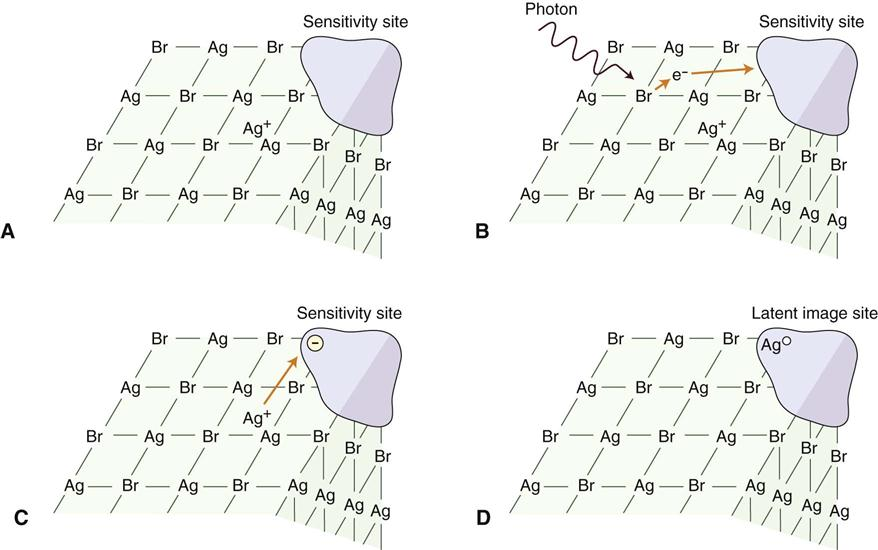 Sensitivity site
Br Ag Br
Ag Br Ag Br
Ag+
Br Ag Br Ag Br Br Br
Ag Br Ag Br Ag Ag Ag Ag
A
Photon
Sensitivity site
Br Ag Br
e−
Ag Br Ag Br
Ag+
Br Ag Br Ag Br Br Br
Ag Br Ag Br Ag Ag Ag Ag
B
Sensitivity site
Br Ag Br −
Ag Br Ag Br
Ag+
Br Ag Br Ag Br Br Br
Ag Br Ag Br Ag Ag Ag Ag
C
Latent image site
Br Ag Br Ag○
Ag Br Ag Br
Br Ag Br Ag Br Br Br
Ag Br Ag Br Ag Ag Ag Ag
D